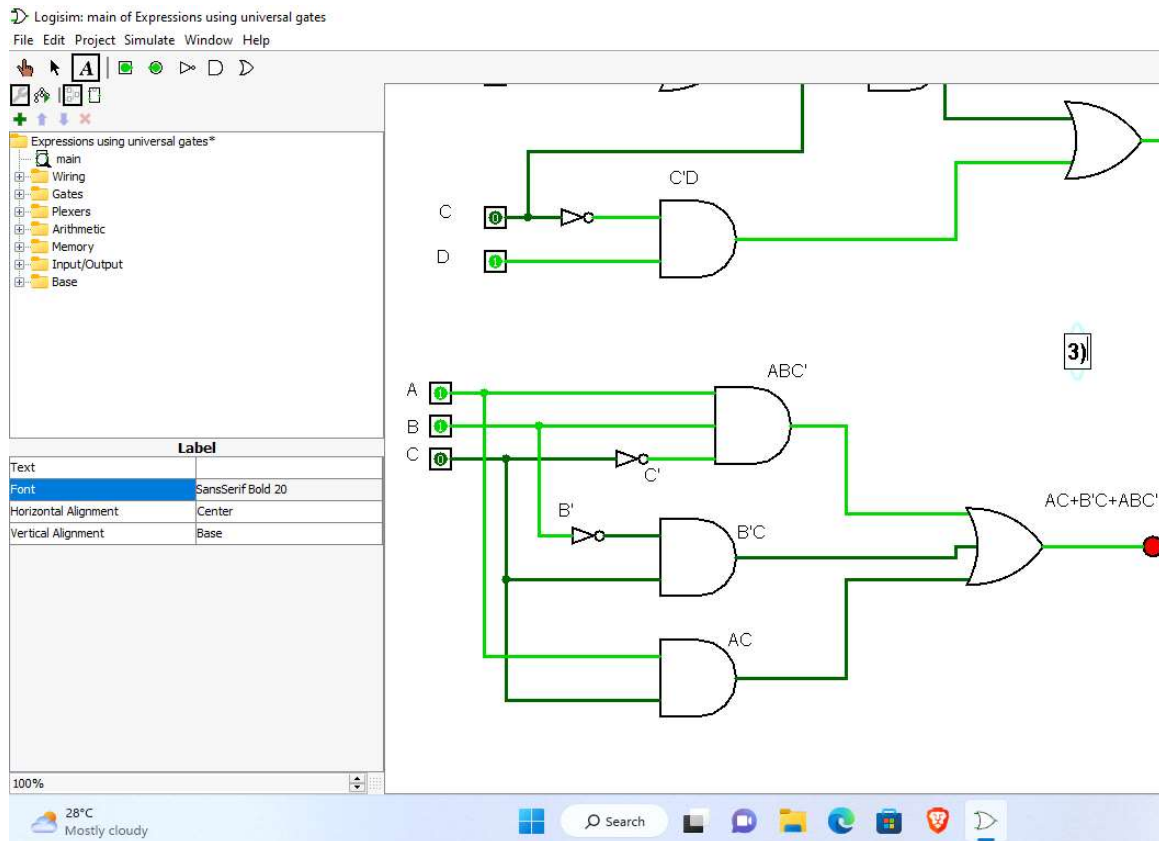 Logisim: main of Expressions using universal gates
File Edit Project Simulate Window Help
A
Expressions using universal gates*
main
Wiring
Gates
Plexers
Arithmetic
Memory
Input/Output
Base
Label
Text
Font SansSerif Bold 20
Horizontal Alignment Center
Vertical Alignment Base
100%
C'D
C 0
D 1
3)
ABC'
A 1
B 1
C 0
C'
B'
B'C
AC+B'C+ABC'
AC
28°C
Mostly cloudy
Search